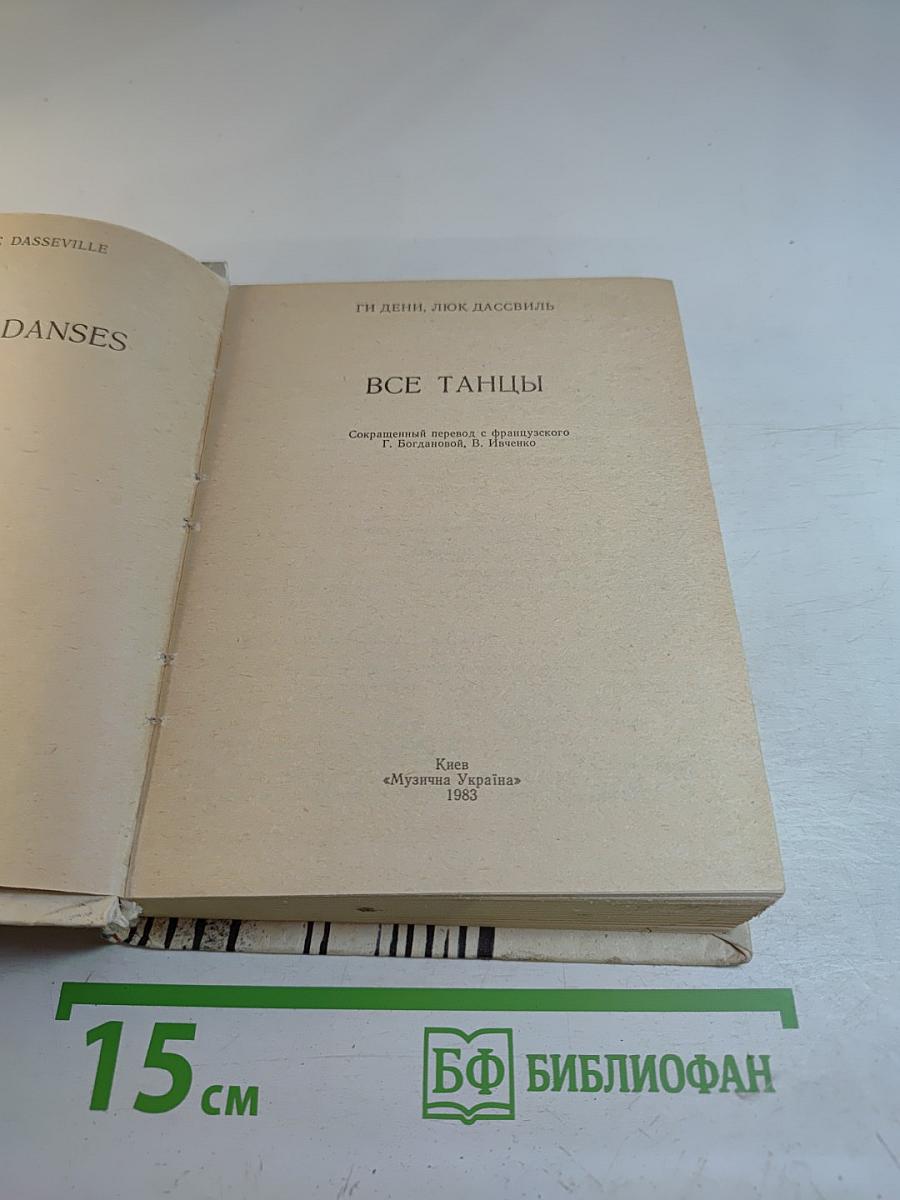 DASSEVILLE
DANSES
ГИ ДЕНИ, ЛЮК ДАССВИЛЬ
ВСЕ ТАНЦЫ
Сокращенный перевод с французского
Г. Богдановой, В. Ивченко
Киев
«Музична Україна»
1983
15 см
БФ БИБЛИОФАН